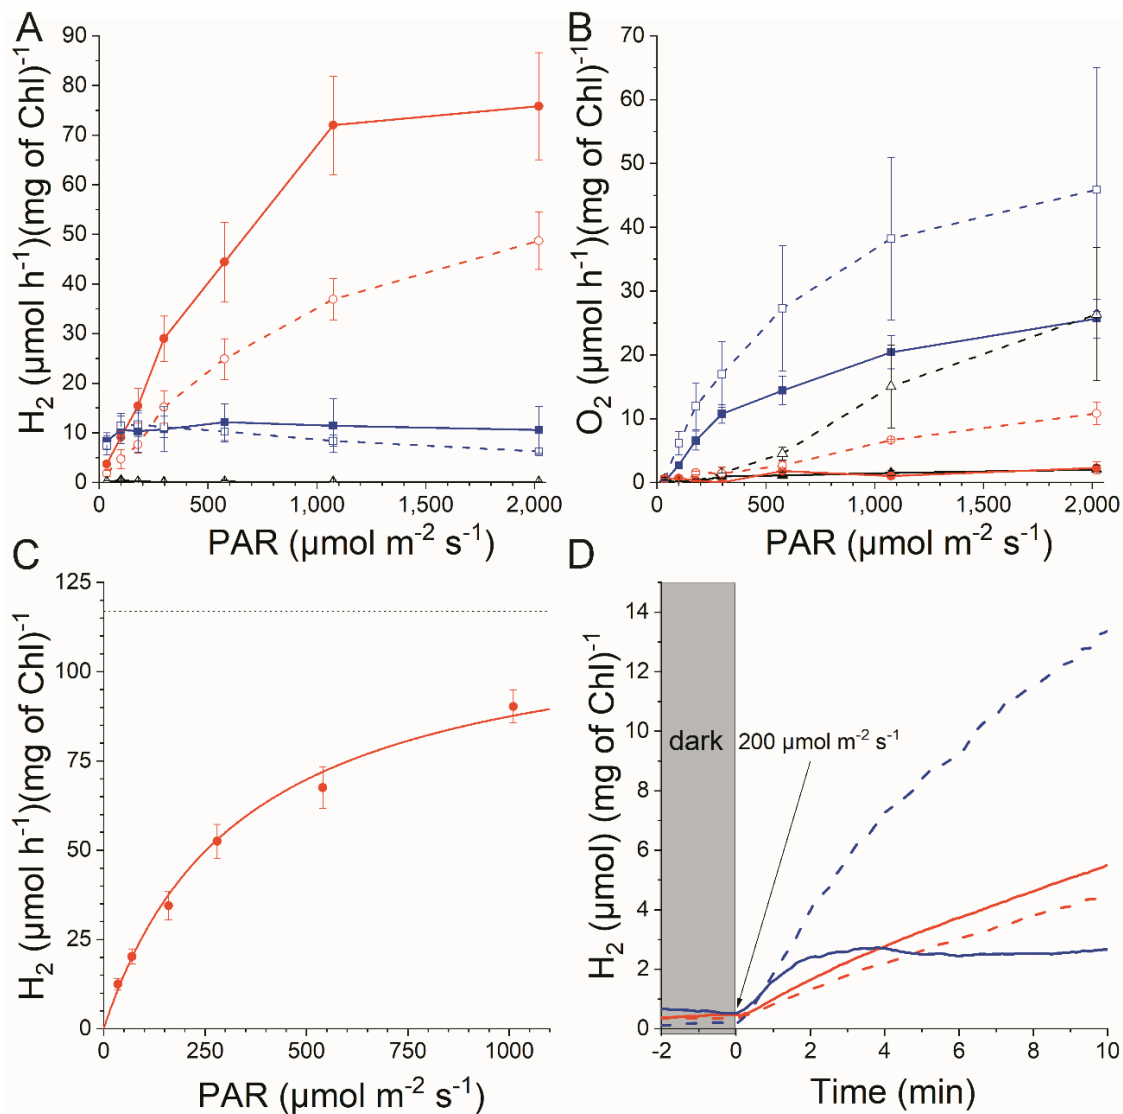 A
H₂ (µmol h⁻¹)(mg of Chl)⁻¹
90
80
70
60
50
40
30
20
10
0
0 500 1,000 1,500 2,000
PAR (µmol m⁻² s⁻¹)
B
O₂ (µmol h⁻¹)(mg of Chl)⁻¹
70
60
50
40
30
20
10
0
0 500 1,000 1,500 2,000
PAR (µmol m⁻² s⁻¹)
C
H₂ (µmol h⁻¹)(mg of Chl)⁻¹
125
100
75
50
25
0
0 250 500 750 1000
PAR (µmol m⁻² s⁻¹)
D
H₂ (µmol) (mg of Chl)⁻¹
14
12
10
8
6
4
2
0
dark
200 µmol m⁻² s⁻¹
-2 0 2 4 6 8 10
Time (min)